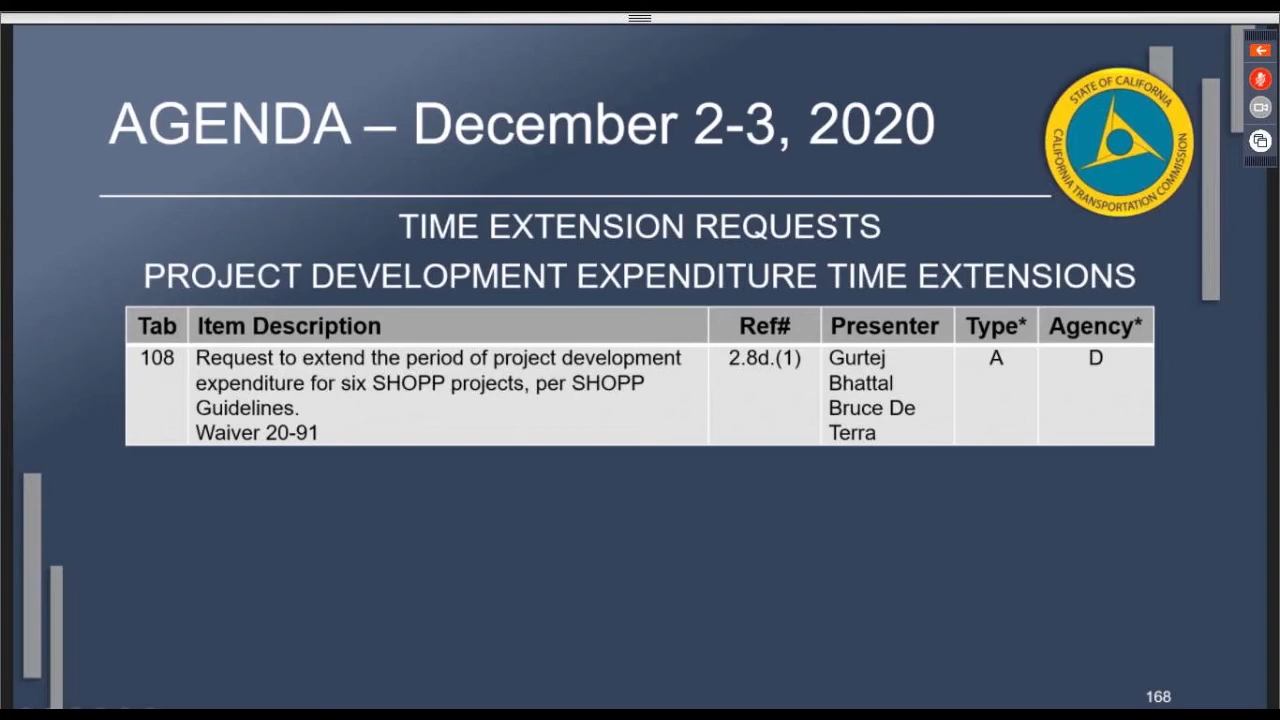 AGENDA – December 2-3, 2020
STATE OF CALIFORNIA
CALIFORNIA TRANSPORTATION COMMISSION
TIME EXTENSION REQUESTS
PROJECT DEVELOPMENT EXPENDITURE TIME EXTENSIONS
Tab Item Description Ref# Presenter Type* Agency*
108 Request to extend the period of project development 2.8d.(1) Gurtej A D
expenditure for six SHOPP projects, per SHOPP Bhattal
Guidelines. Bruce De
Waiver 20-91 Terra
168